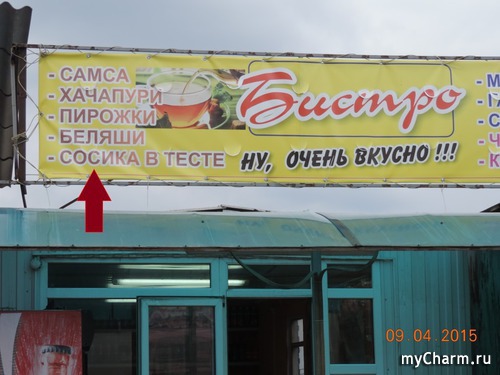 - САМСА
- ХАЧАПУРИ
- ПИРОЖКИ
- БЕЛЯШИ
- СОСИКА В ТЕСТЕ
Бистро
НУ, ОЧЕНЬ ВКУСНО !!!
09.04.2015
myCharm.ru